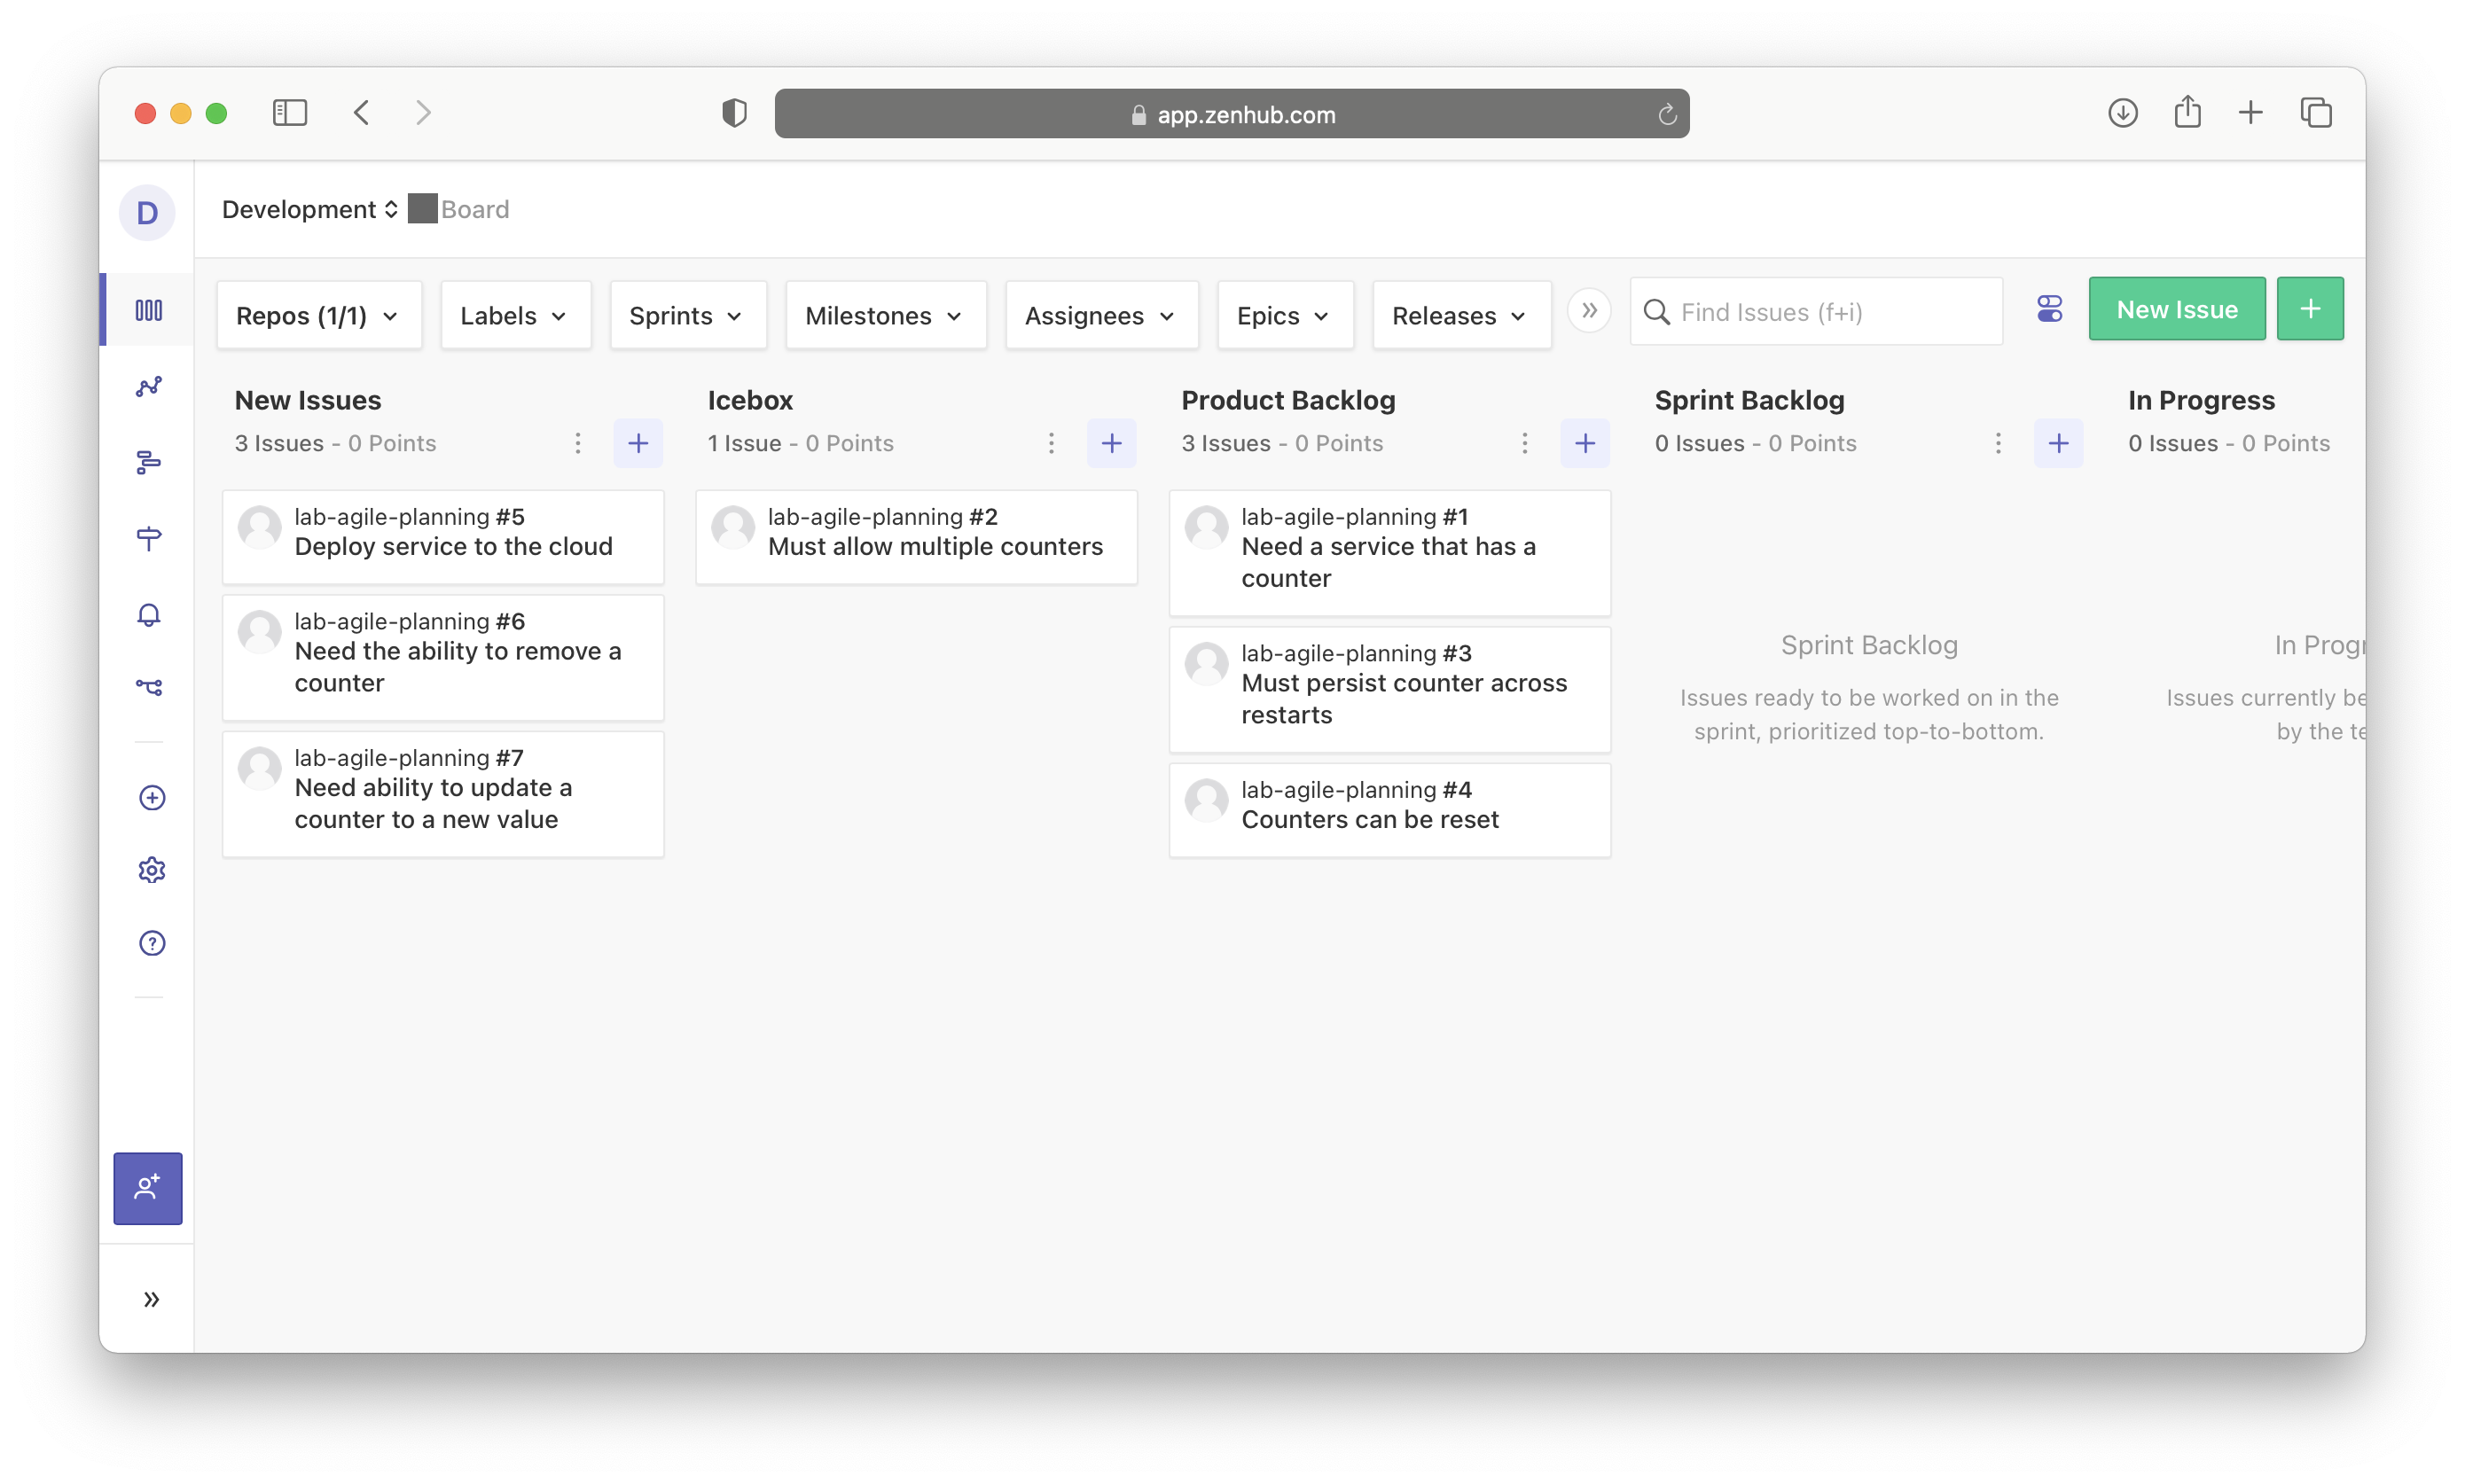 app.zenhub.com
D
Development Board
Repos (1/1) Labels Sprints Milestones Assignees Epics Releases Find Issues (f+i) New Issue +
New Issues
3 Issues - 0 Points
lab-agile-planning #5
Deploy service to the cloud
lab-agile-planning #6
Need the ability to remove a
counter
lab-agile-planning #7
Need ability to update a
counter to a new value
Icebox
1 Issue - 0 Points
lab-agile-planning #2
Must allow multiple counters
Product Backlog
3 Issues - 0 Points
lab-agile-planning #1
Need a service that has a
counter
lab-agile-planning #3
Must persist counter across
restarts
lab-agile-planning #4
Counters can be reset
Sprint Backlog
0 Issues - 0 Points
Sprint Backlog
Issues ready to be worked on in the
sprint, prioritized top-to-bottom.
In Progress
0 Issues - 0 Points
In Progr
Issues currently be
by the te